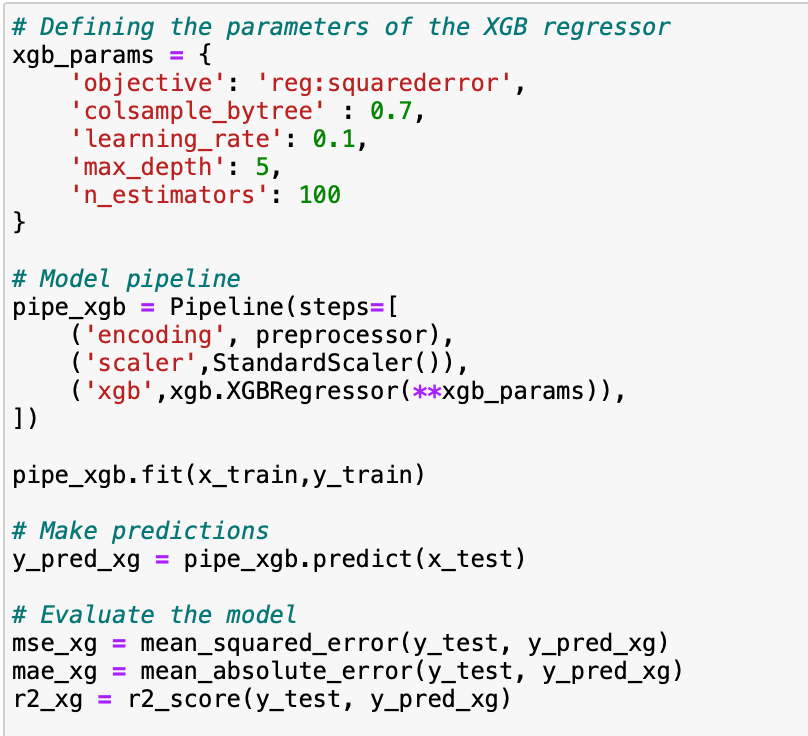 # Defining the parameters of the XGB regressor
xgb_params = {
    'objective': 'reg:squarederror',
    'colsample_bytree' : 0.7,
    'learning_rate': 0.1,
    'max_depth': 5,
    'n_estimators': 100
}

# Model pipeline
pipe_xgb = Pipeline(steps=[
    ('encoding', preprocessor),
    ('scaler',StandardScaler()),
    ('xgb',xgb.XGBRegressor(**xgb_params)),
])

pipe_xgb.fit(x_train,y_train)

# Make predictions
y_pred_xg = pipe_xgb.predict(x_test)

# Evaluate the model
mse_xg = mean_squared_error(y_test, y_pred_xg)
mae_xg = mean_absolute_error(y_test, y_pred_xg)
r2_xg = r2_score(y_test, y_pred_xg)